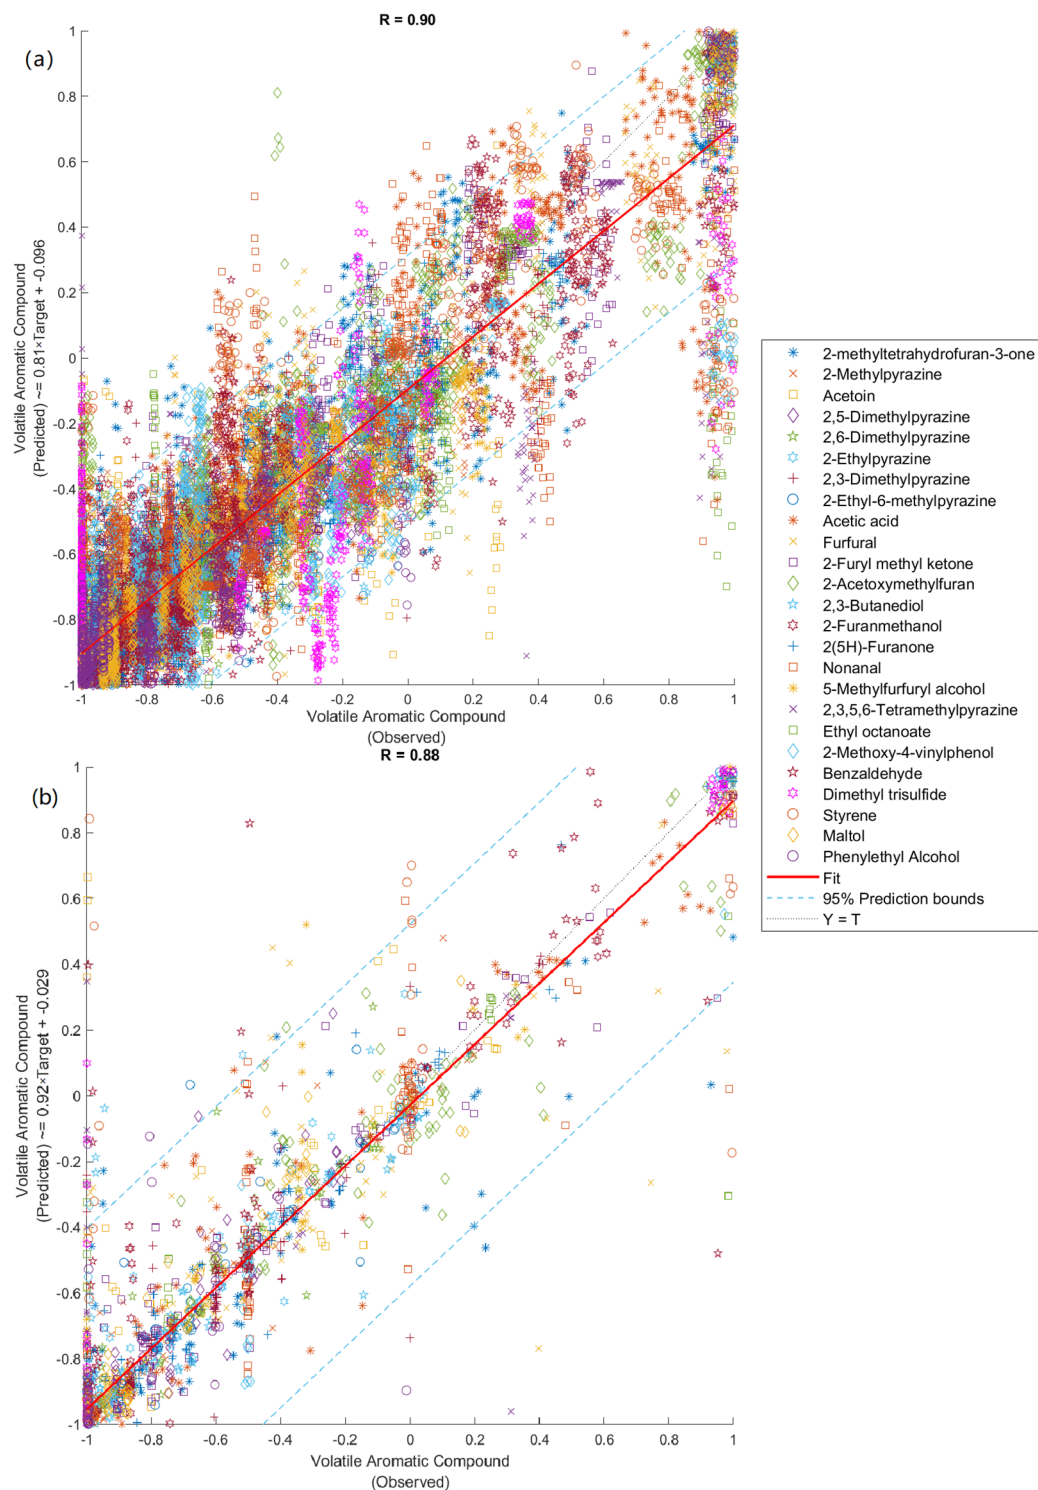 R = 0.90
(a)
1
0.8
0.6
0.4
0.2
0
-0.2
-0.4
-0.6
-0.8
-1
Volatile Aromatic Compound
(Predicted) ~= 0.81×Target + -0.096
-1 -0.8 -0.6 -0.4 -0.2 0 0.2 0.4 0.6 0.8 1
Volatile Aromatic Compound
(Observed)
2-methyltetrahydrofuran-3-one
2-Methylpyrazine
Acetoin
2,5-Dimethylpyrazine
2,6-Dimethylpyrazine
2-Ethylpyrazine
2,3-Dimethylpyrazine
2-Ethyl-6-methylpyrazine
Acetic acid
Furfural
2-Furyl methyl ketone
2-Acetoxymethylfuran
2,3-Butanediol
2-Furanmethanol
2(5H)-Furanone
Nonanal
5-Methylfurfuryl alcohol
2,3,5,6-Tetramethylpyrazine
Ethyl octanoate
2-Methoxy-4-vinylphenol
Benzaldehyde
Dimethyl trisulfide
Styrene
Maltol
Phenylethyl Alcohol
Fit
95% Prediction bounds
Y = T
R = 0.88
(b)
1
0.8
0.6
0.4
0.2
0
-0.2
-0.4
-0.6
-0.8
-1
Volatile Aromatic Compound
(Predicted) ~= 0.92×Target + -0.029
-1 -0.8 -0.6 -0.4 -0.2 0 0.2 0.4 0.6 0.8 1
Volatile Aromatic Compound
(Observed)